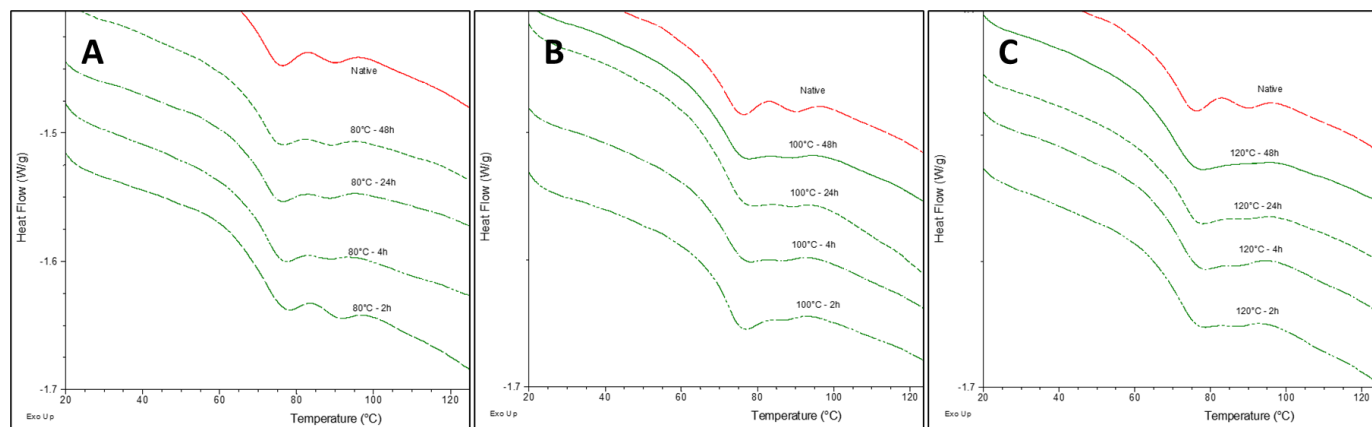 A
Native
80°C - 48h
80°C - 24h
80°C - 4h
80°C - 2h
-1.5
-1.6
-1.7
Heat Flow (W/g)
20
40
60
80
100
120
Exo Up
Temperature (°C)
B
Native
100°C - 48h
100°C - 24h
100°C - 4h
100°C - 2h
-1.7
Heat Flow (W/g)
20
40
60
80
100
120
Exo Up
Temperature (°C)
C
Native
120°C - 48h
120°C - 24h
120°C - 4h
120°C - 2h
-1.7
Heat Flow (W/g)
20
40
60
80
100
120
Exo Up
Temperature (°C)